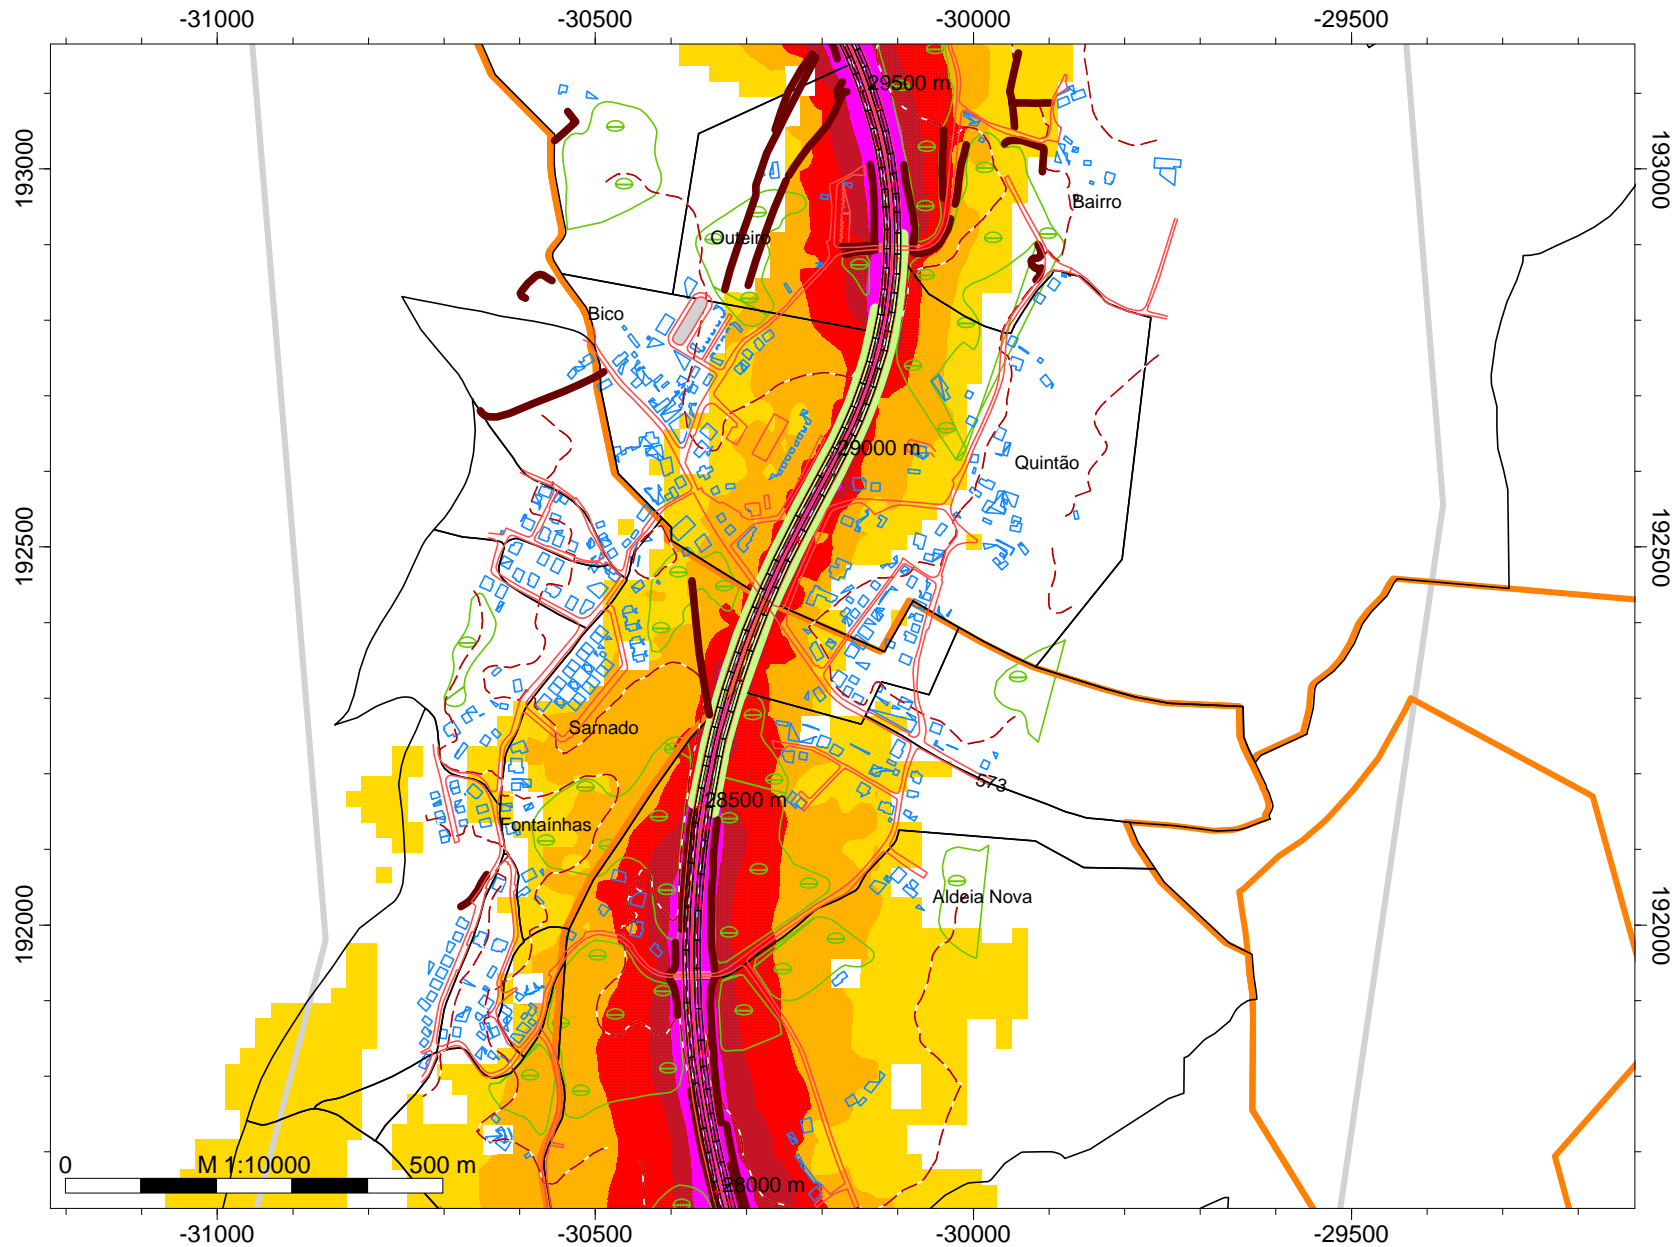 -31000 -30500 -30000 -29500
29500 m
193000 193000
Bairro
Outeiro
Bico
29000 m
Quintão
192500 192500
Sarnado
573
28500 m
Fontaínhas
Aldeia Nova
192000 192000
0 M 1:10000 500 m
28000 m
-31000 -30500 -30000 -29500